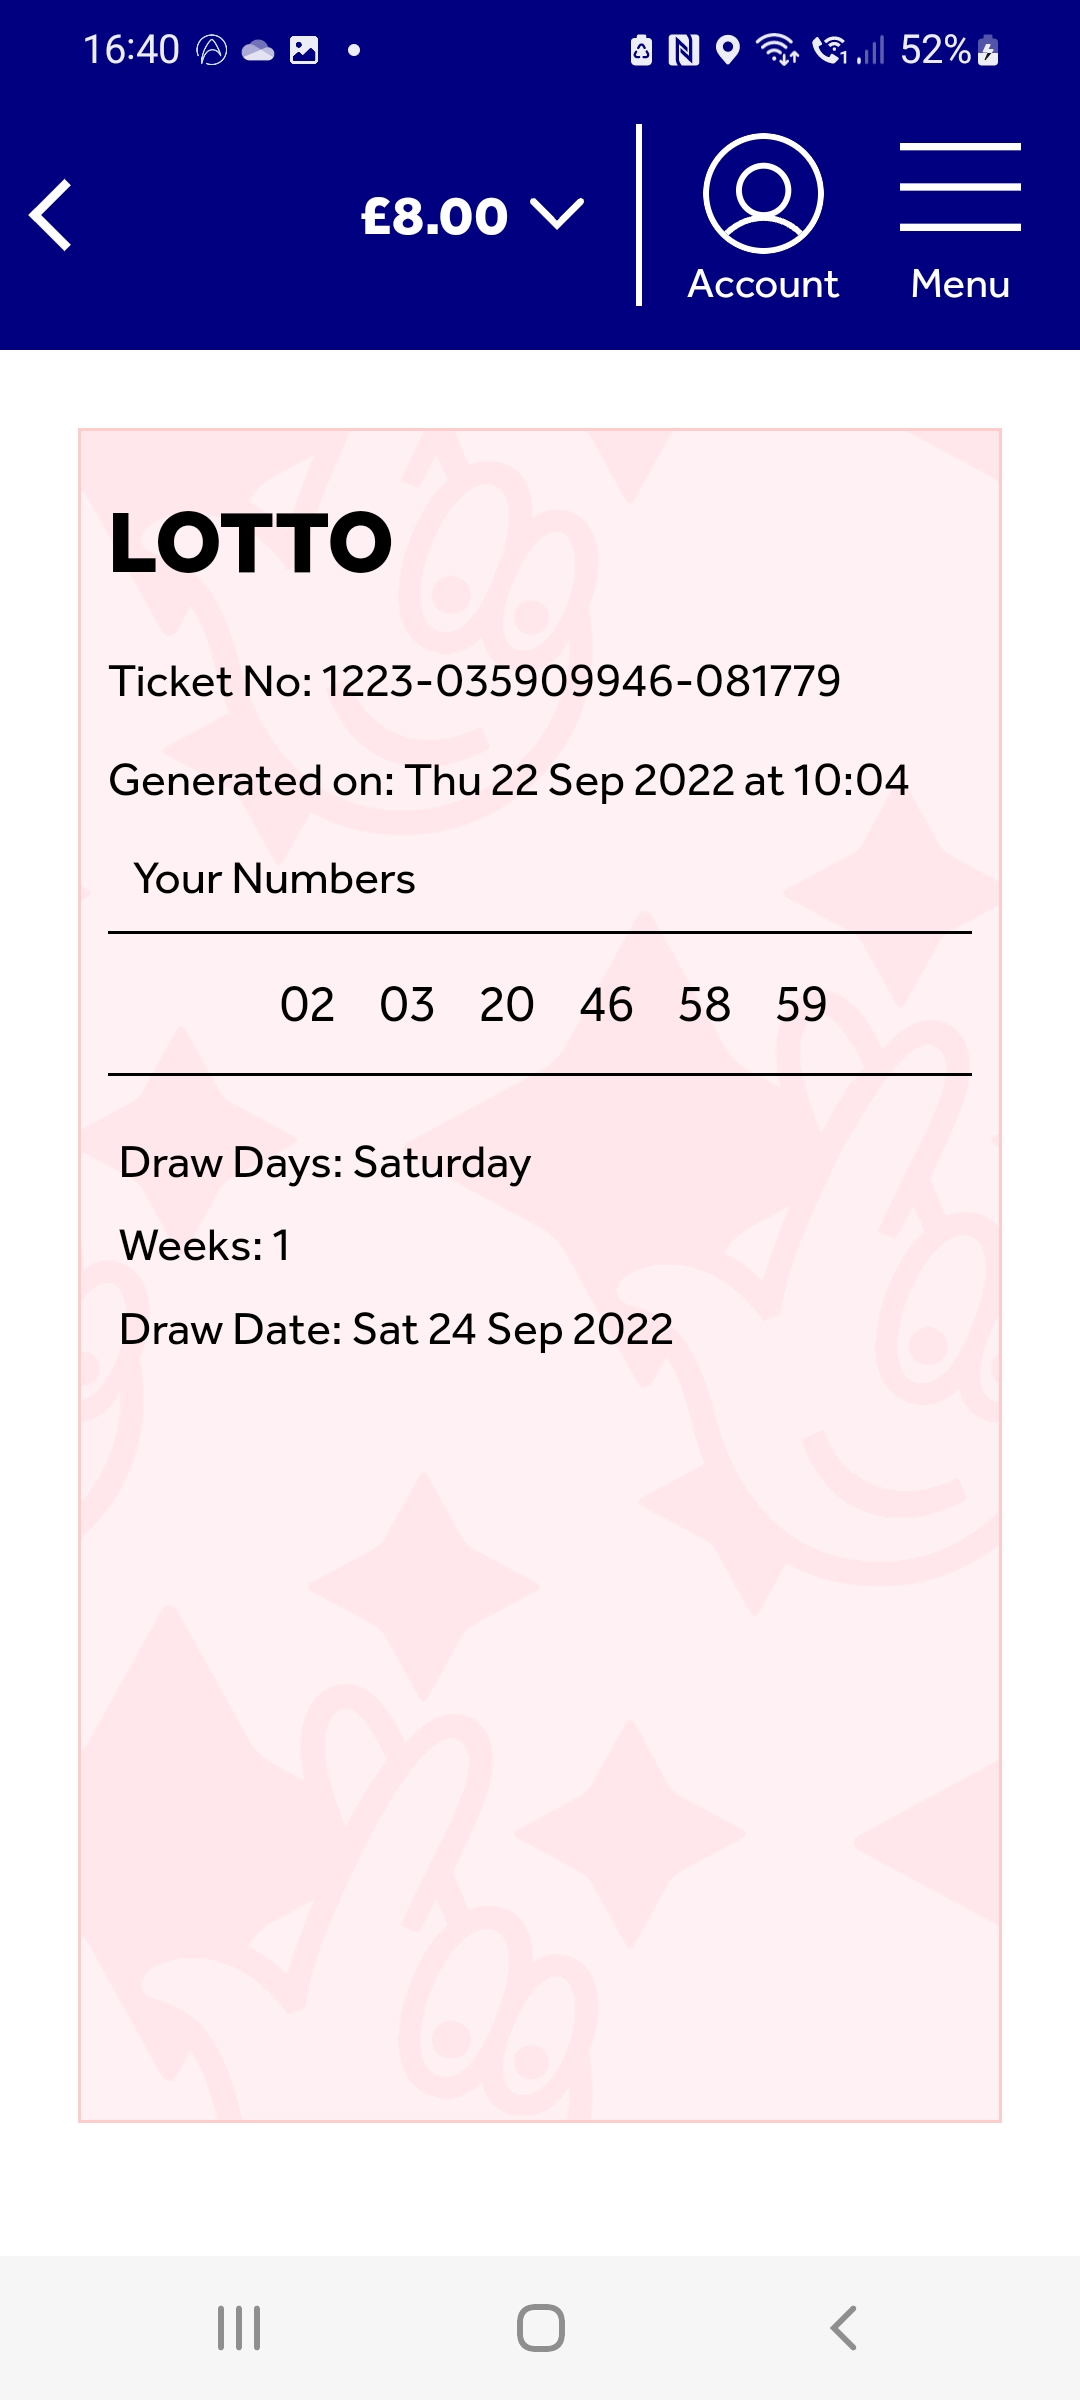 16:40
1
52%
£8.00
Account
Menu
LOTTO
Ticket No: 1223-035909946-081779
Generated on: Thu 22 Sep 2022 at 10:04
Your Numbers
02 03 20 46 58 59
Draw Days: Saturday
Weeks: 1
Draw Date: Sat 24 Sep 2022